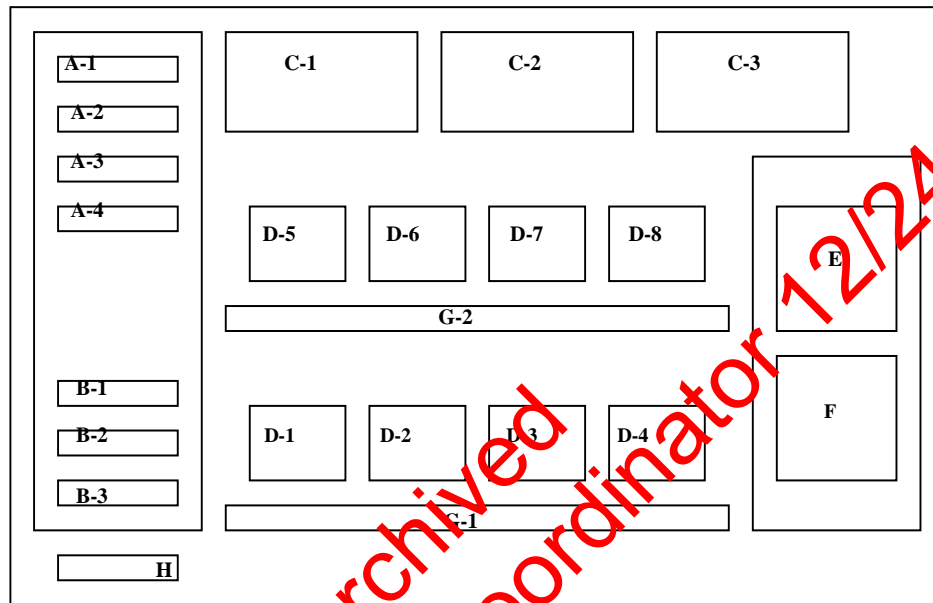 A-1
A-2
A-3
A-4
B-1
B-2
B-3
H
C-1
C-2
C-3
D-5
D-6
D-7
D-8
G-2
D-1
D-2
D-3
D-4
G-1
E
F
rchived
oordinator 12/24